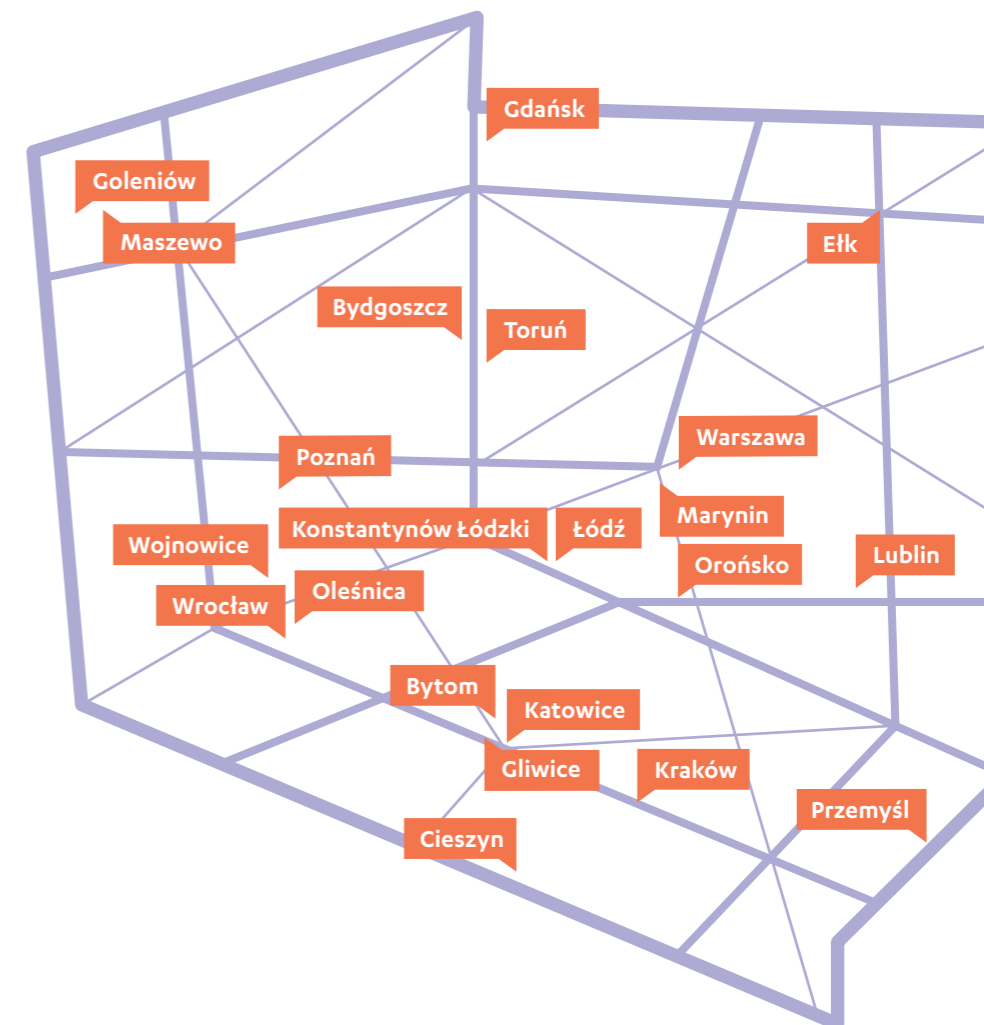 Gdańsk
Goleniów
Maszewo
Ełk
Bydgoszcz
Toruń
Warszawa
Poznań
Marynin
Konstantynów Łódzki
Łódź
Wojnowice
Lublin
Orońsko
Oleśnica
Wrocław
Bytom
Katowice
Gliwice
Kraków
Przemyśl
Cieszyn